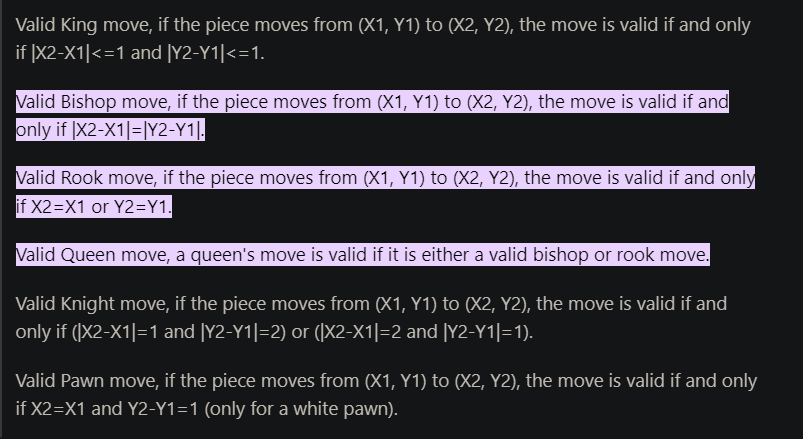 Valid King move, if the piece moves from (X1, Y1) to (X2, Y2), the move is valid if and only
if |X2-X1|<=1 and |Y2-Y1|<=1.
Valid Bishop move, if the piece moves from (X1, Y1) to (X2, Y2), the move is valid if and
only if |X2-X1|=|Y2-Y1|.
Valid Rook move, if the piece moves from (X1, Y1) to (X2, Y2), the move is valid if and only
if X2=X1 or Y2=Y1.
Valid Queen move, a queen's move is valid if it is either a valid bishop or rook move.
Valid Knight move, if the piece moves from (X1, Y1) to (X2, Y2), the move is valid if and
only if (|X2-X1|=1 and |Y2-Y1|=2) or (|X2-X1|=2 and |Y2-Y1|=1).
Valid Pawn move, if the piece moves from (X1, Y1) to (X2, Y2), the move is valid if and only
if X2=X1 and Y2-Y1=1 (only for a white pawn).